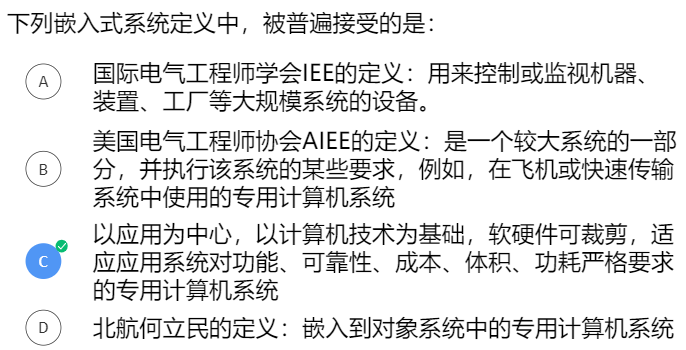 下列嵌入式系统定义中，被普遍接受的是：
A 国际电气工程师学会IEE的定义：用来控制或监视机器、
装置、工厂等大规模系统的设备。
美国电气工程师协会AIEE的定义：是一个较大系统的一部
B 分，并执行该系统的某些要求，例如，在飞机或快速传输
系统中使用的专用计算机系统
以应用为中心，以计算机技术为基础，软硬件可裁剪，适
C 应应用系统对功能、可靠性、成本、体积、功耗严格要求
的专用计算机系统
D 北航何立民的定义：嵌入到对象系统中的专用计算机系统